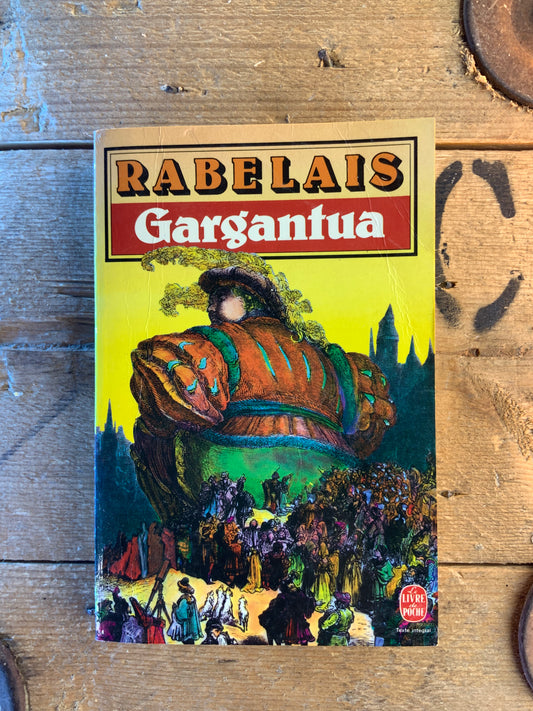 RABELAIS
Gargantua
Le
LIVRE
de
POCHE
Texte intégral